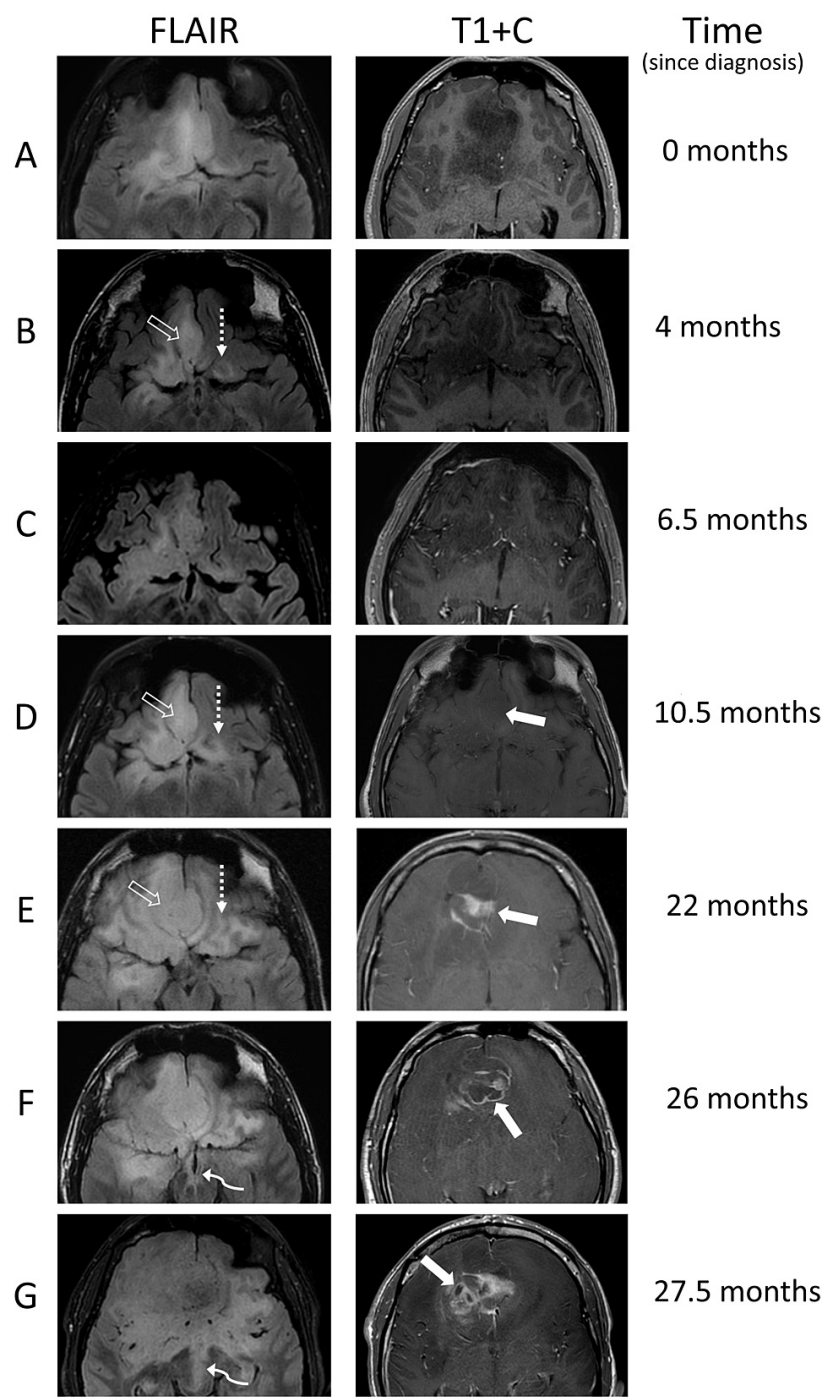 FLAIR T1+C Time
(since diagnosis)
A 0 months
B 4 months
C 6.5 months
D 10.5 months
E 22 months
F 26 months
G 27.5 months